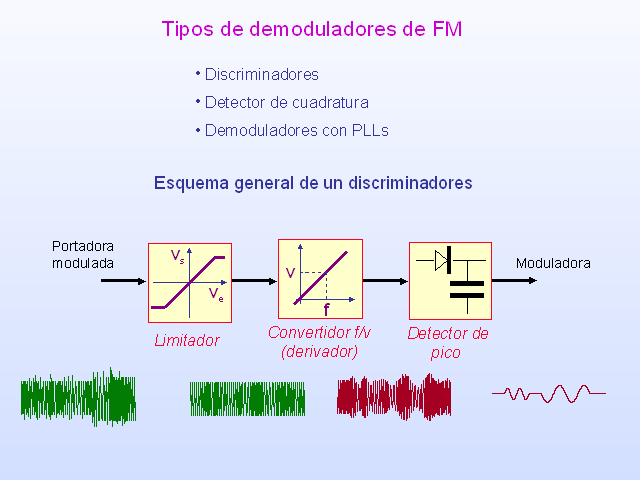 Tipos de demoduladores de FM
• Discriminadores
• Detector de cuadratura
• Demoduladores con PLLs
Esquema general de un discriminadores
Portadora
modulada
vs
ve
Limitador
v
f
Convertidor f/v
(derivador)
Detector de
pico
Moduladora